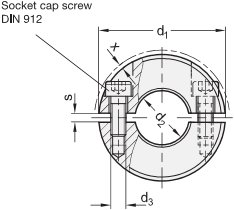 Socket cap screw
DIN 912
d₁
x
s
d₂
d₃